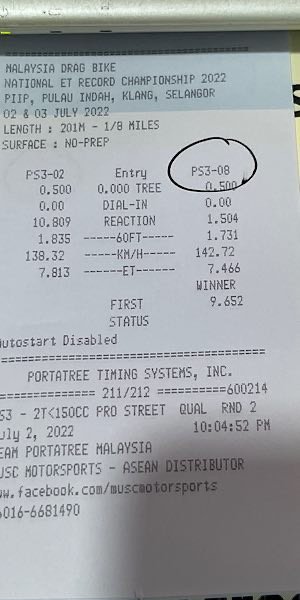 MALAYSIA DRAG BIKE
NATIONAL ET RECORD CHAMPIONSHIP 2022
PIIP, PULAU INDAH, KLANG, SELANGOR
02 & 03 JULY 2022
LENGTH : 201M - 1/8 MILES
SURFACE : NO-PREP
PS3-02 Entry PS3-08
0.500 0.000 TREE 0.500
0.00 DIAL-IN 0.00
10.809 REACTION 1.504
1.835 -----60FT----- 1.731
138.32 -----KM/H----- 142.72
7.813 ------ET------ 7.466
WINNER
FIRST 9.652
STATUS
utostart Disabled
PORTATREE TIMING SYSTEMS, INC.
============ 211/212 ==========600214
S3 - 2T<150CC PRO STREET QUAL RND 2
uly 2, 2022 10:04:52 PM
EAM PORTATREE MALAYSIA
USC MOTORSPORTS - ASEAN DISTRIBUTOR
ww.facebook.com/muscmotorsports
6016-6681490